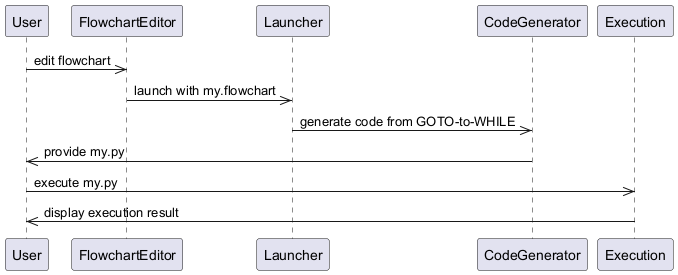 User FlowchartEditor Launcher CodeGenerator Execution
edit flowchart
launch with my.flowchart
generate code from GOTO-to-WHILE
provide my.py
execute my.py
display execution result
User FlowchartEditor Launcher CodeGenerator Execution